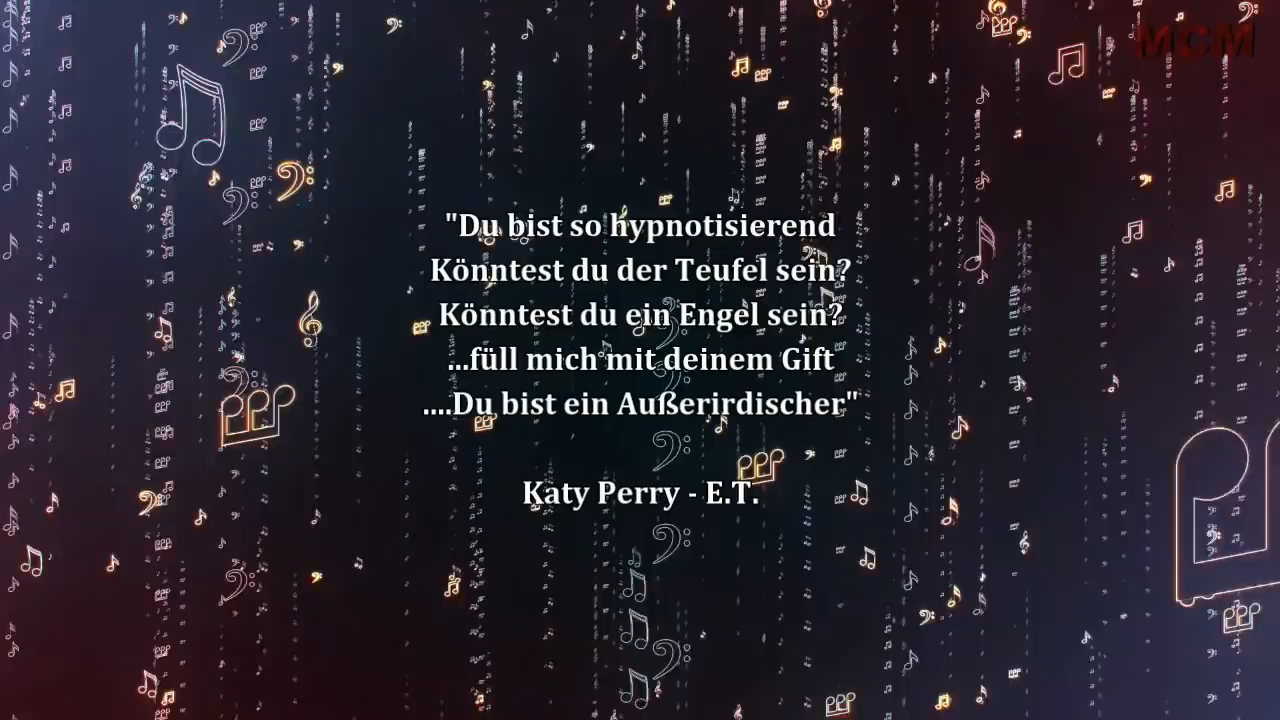 MCM
"Du bist so hypnotisierend
Könntest du der Teufel sein?
Könntest du ein Engel sein?
...füll mich mit deinem Gift
....Du bist ein Außerirdischer"
Katy Perry - E.T.